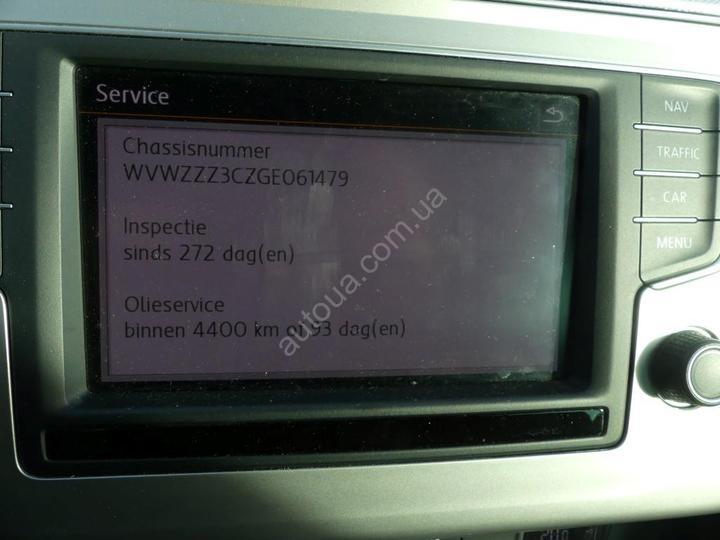 Service
Chassisnummer
WVWZZZ3CZGE061479
Inspectie
sinds 272 dag(en)
Olieservice
binnen 4400 km of 93 dag(en)
NAV
TRAFFIC
CAR
MENU
autoua.com.ua